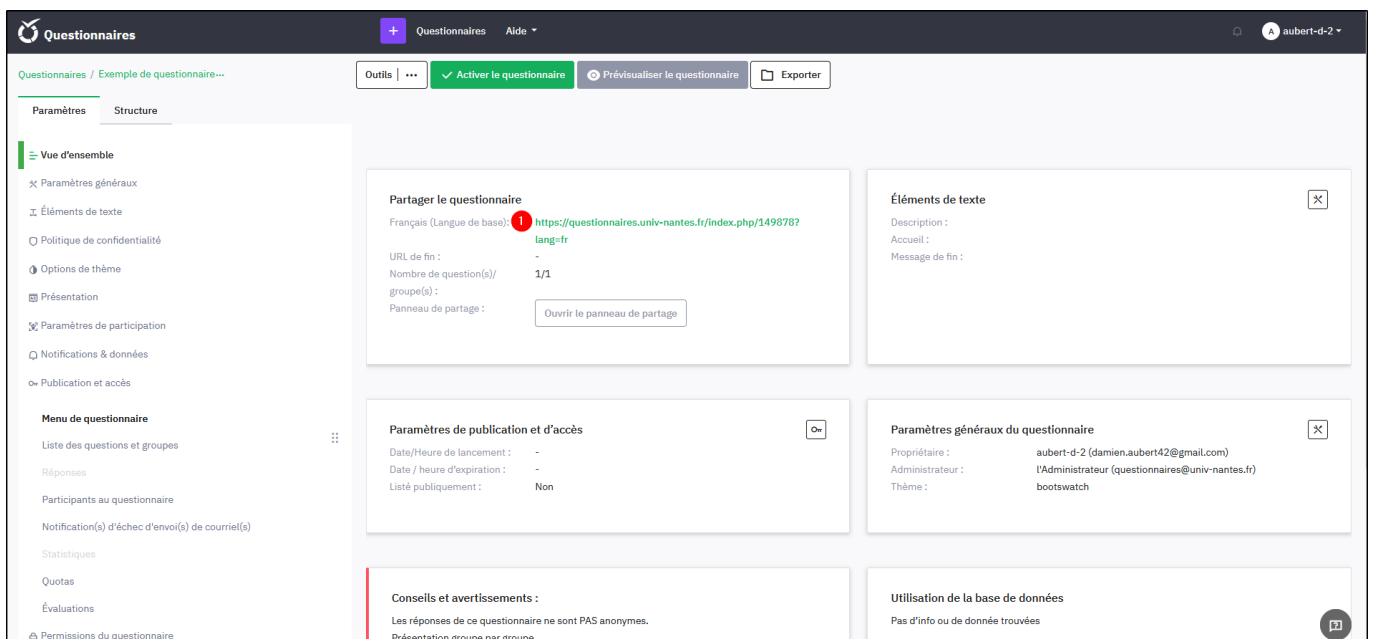 Questionnaires
+ Questionnaires Aide
A aubert-d-2
Questionnaires / Exemple de questionnaire...
Outils | ...
Activer le questionnaire
Prévisualiser le questionnaire
Exporter
Paramètres Structure
Vue d'ensemble
Paramètres généraux
Éléments de texte
Politique de confidentialité
Options de thème
Présentation
Paramètres de participation
Notifications & données
Publication et accès
Menu de questionnaire
Liste des questions et groupes
Réponses
Participants au questionnaire
Notification(s) d'échec d'envoi(s) de courriel(s)
Statistiques
Quotas
Évaluations
Permissions du questionnaire
Partager le questionnaire
Français (Langue de base): 1 https://questionnaires.univ-nantes.fr/index.php/149878?
lang=fr
URL de fin : -
Nombre de question(s)/ 1/1
groupe(s) :
Panneau de partage : Ouvrir le panneau de partage
Éléments de texte
Description :
Accueil :
Message de fin :
Paramètres de publication et d'accès
Date/Heure de lancement : -
Date / heure d'expiration : -
Listé publiquement : Non
Paramètres généraux du questionnaire
Propriétaire : aubert-d-2 (damien.aubert42@gmail.com)
Administrateur : l'Administrateur (questionnaires@univ-nantes.fr)
Thème : bootswatch
Conseils et avertissements :
Les réponses de ce questionnaire ne sont PAS anonymes.
Présentation groupe par groupe
Utilisation de la base de données
Pas d'info ou de donnée trouvées